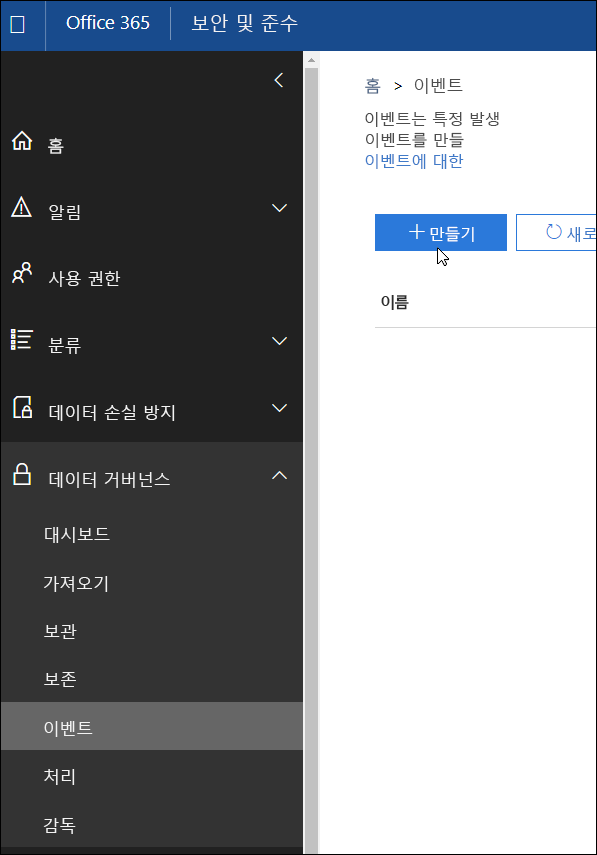 Office 365 보안 및 준수
홈
알림
사용 권한
분류
데이터 손실 방지
데이터 거버넌스
대시보드
가져오기
보관
보존
이벤트
처리
감독
홈 > 이벤트
이벤트는 특정 발생
이벤트를 만들
이벤트에 대한
만들기
새로
이름